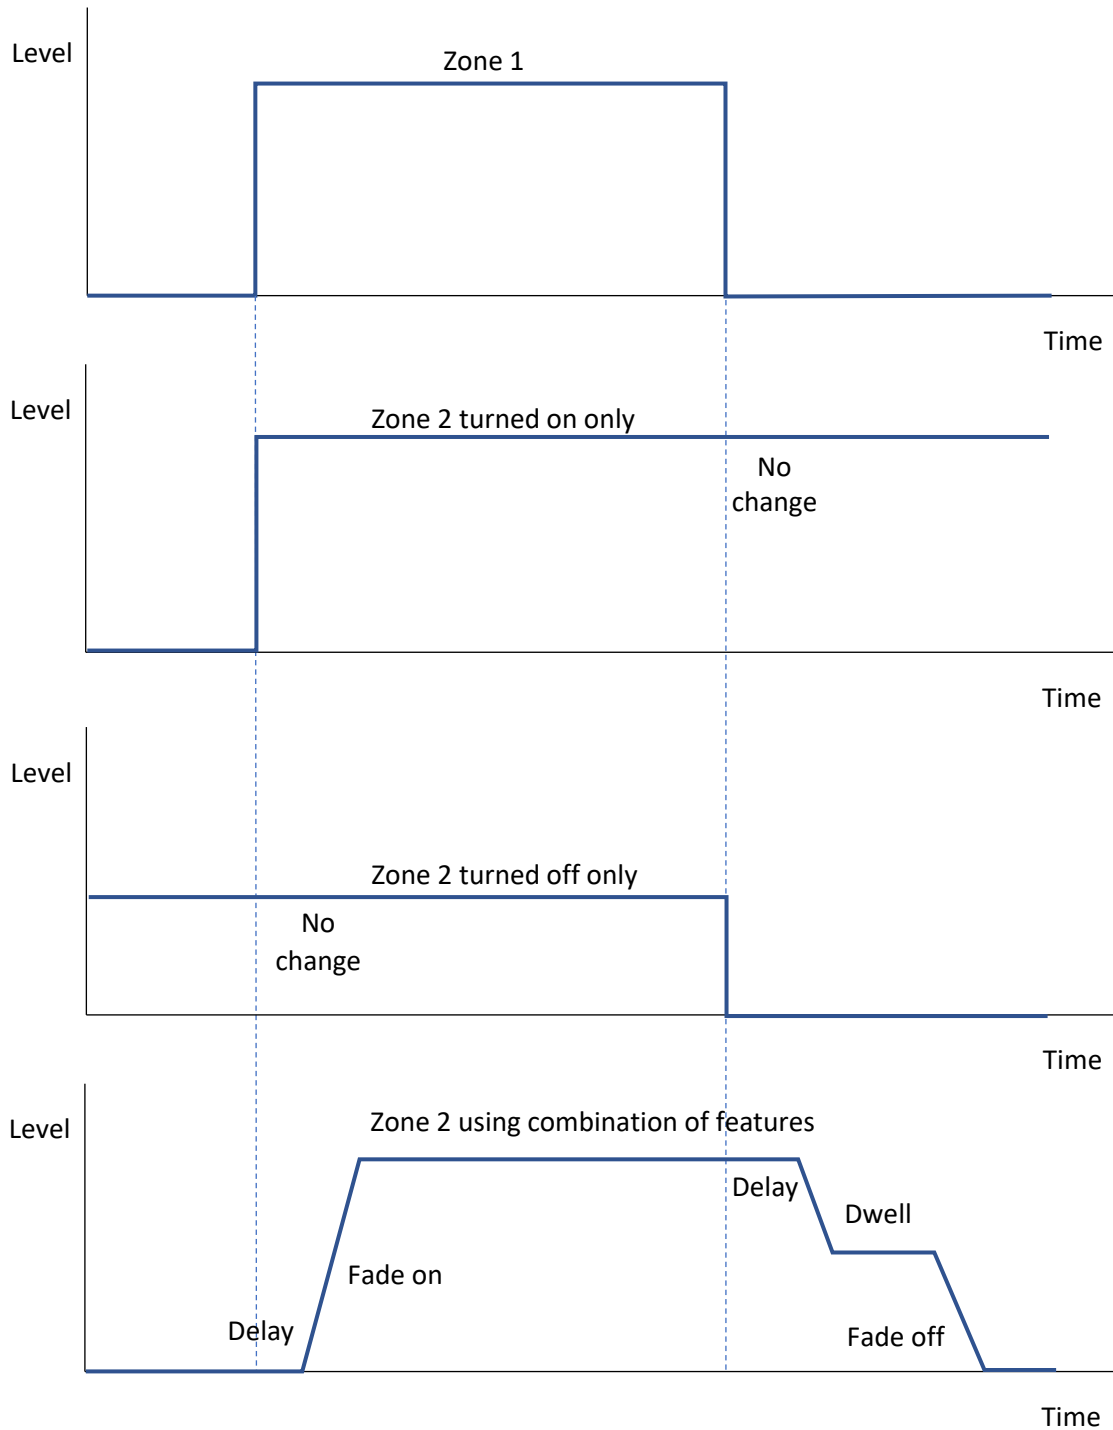 Level
Zone 1
Time
Level
Zone 2 turned on only
No
change
Time
Level
Zone 2 turned off only
No
change
Time
Level
Zone 2 using combination of features
Delay
Dwell
Fade on
Delay
Fade off
Time